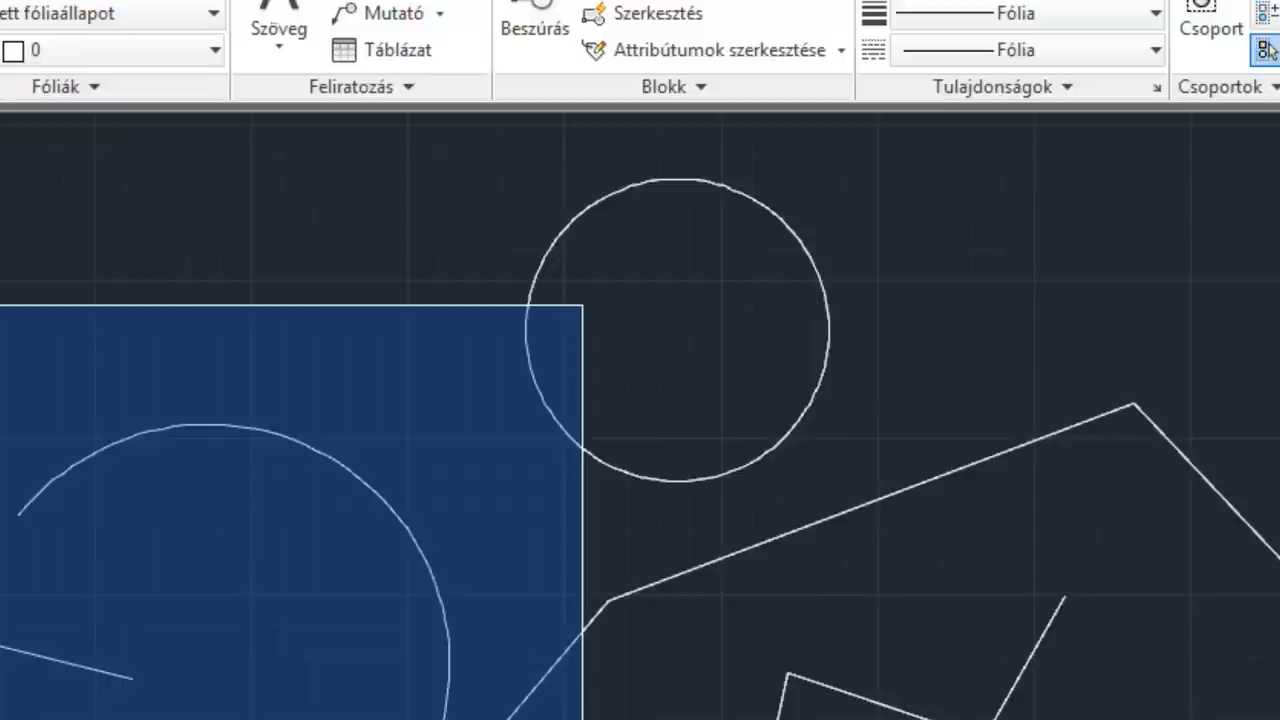 ett fóliaállapot
0
Fóliák
Szöveg
Mutató
Táblázat
Feliratozás
Beszúrás
Szerkesztés
Attribútumok szerkesztése
Blokk
Fólia
Fólia
Tulajdonságok
Csoport
Csoportok